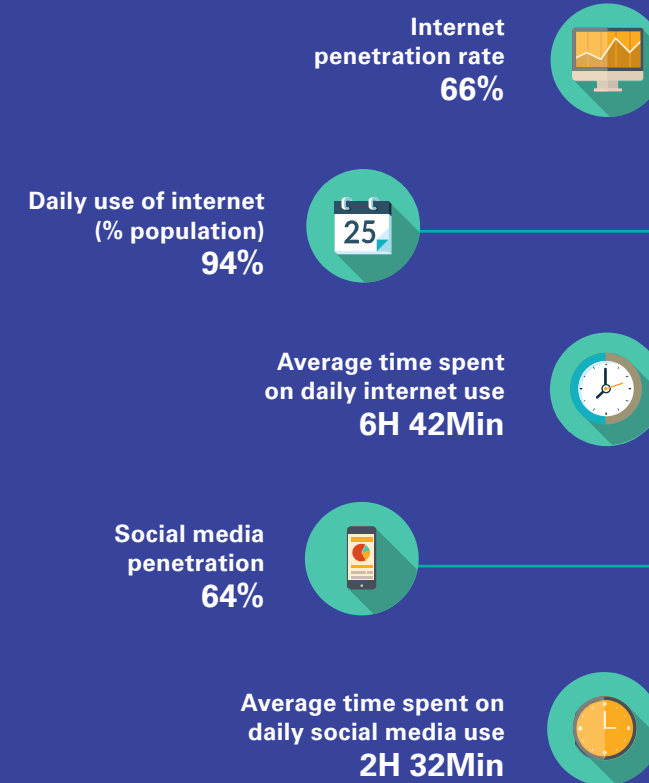 Internet
penetration rate
66%
Daily use of internet
(% population)
94%
25
Average time spent
on daily internet use
6H 42Min
Social media
penetration
64%
Average time spent on
daily social media use
2H 32Min